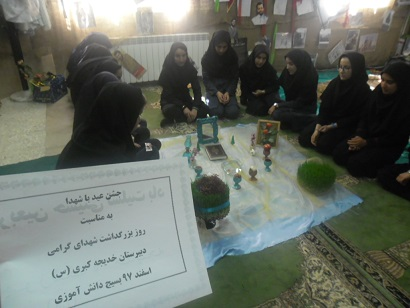 جشن عید با شهدا
به مناسبت
روز بزرگداشت شهدای گرامی
دبیرستان خدیجه کبری (س)
اسفند ۹۷ بسیج دانش آموزی